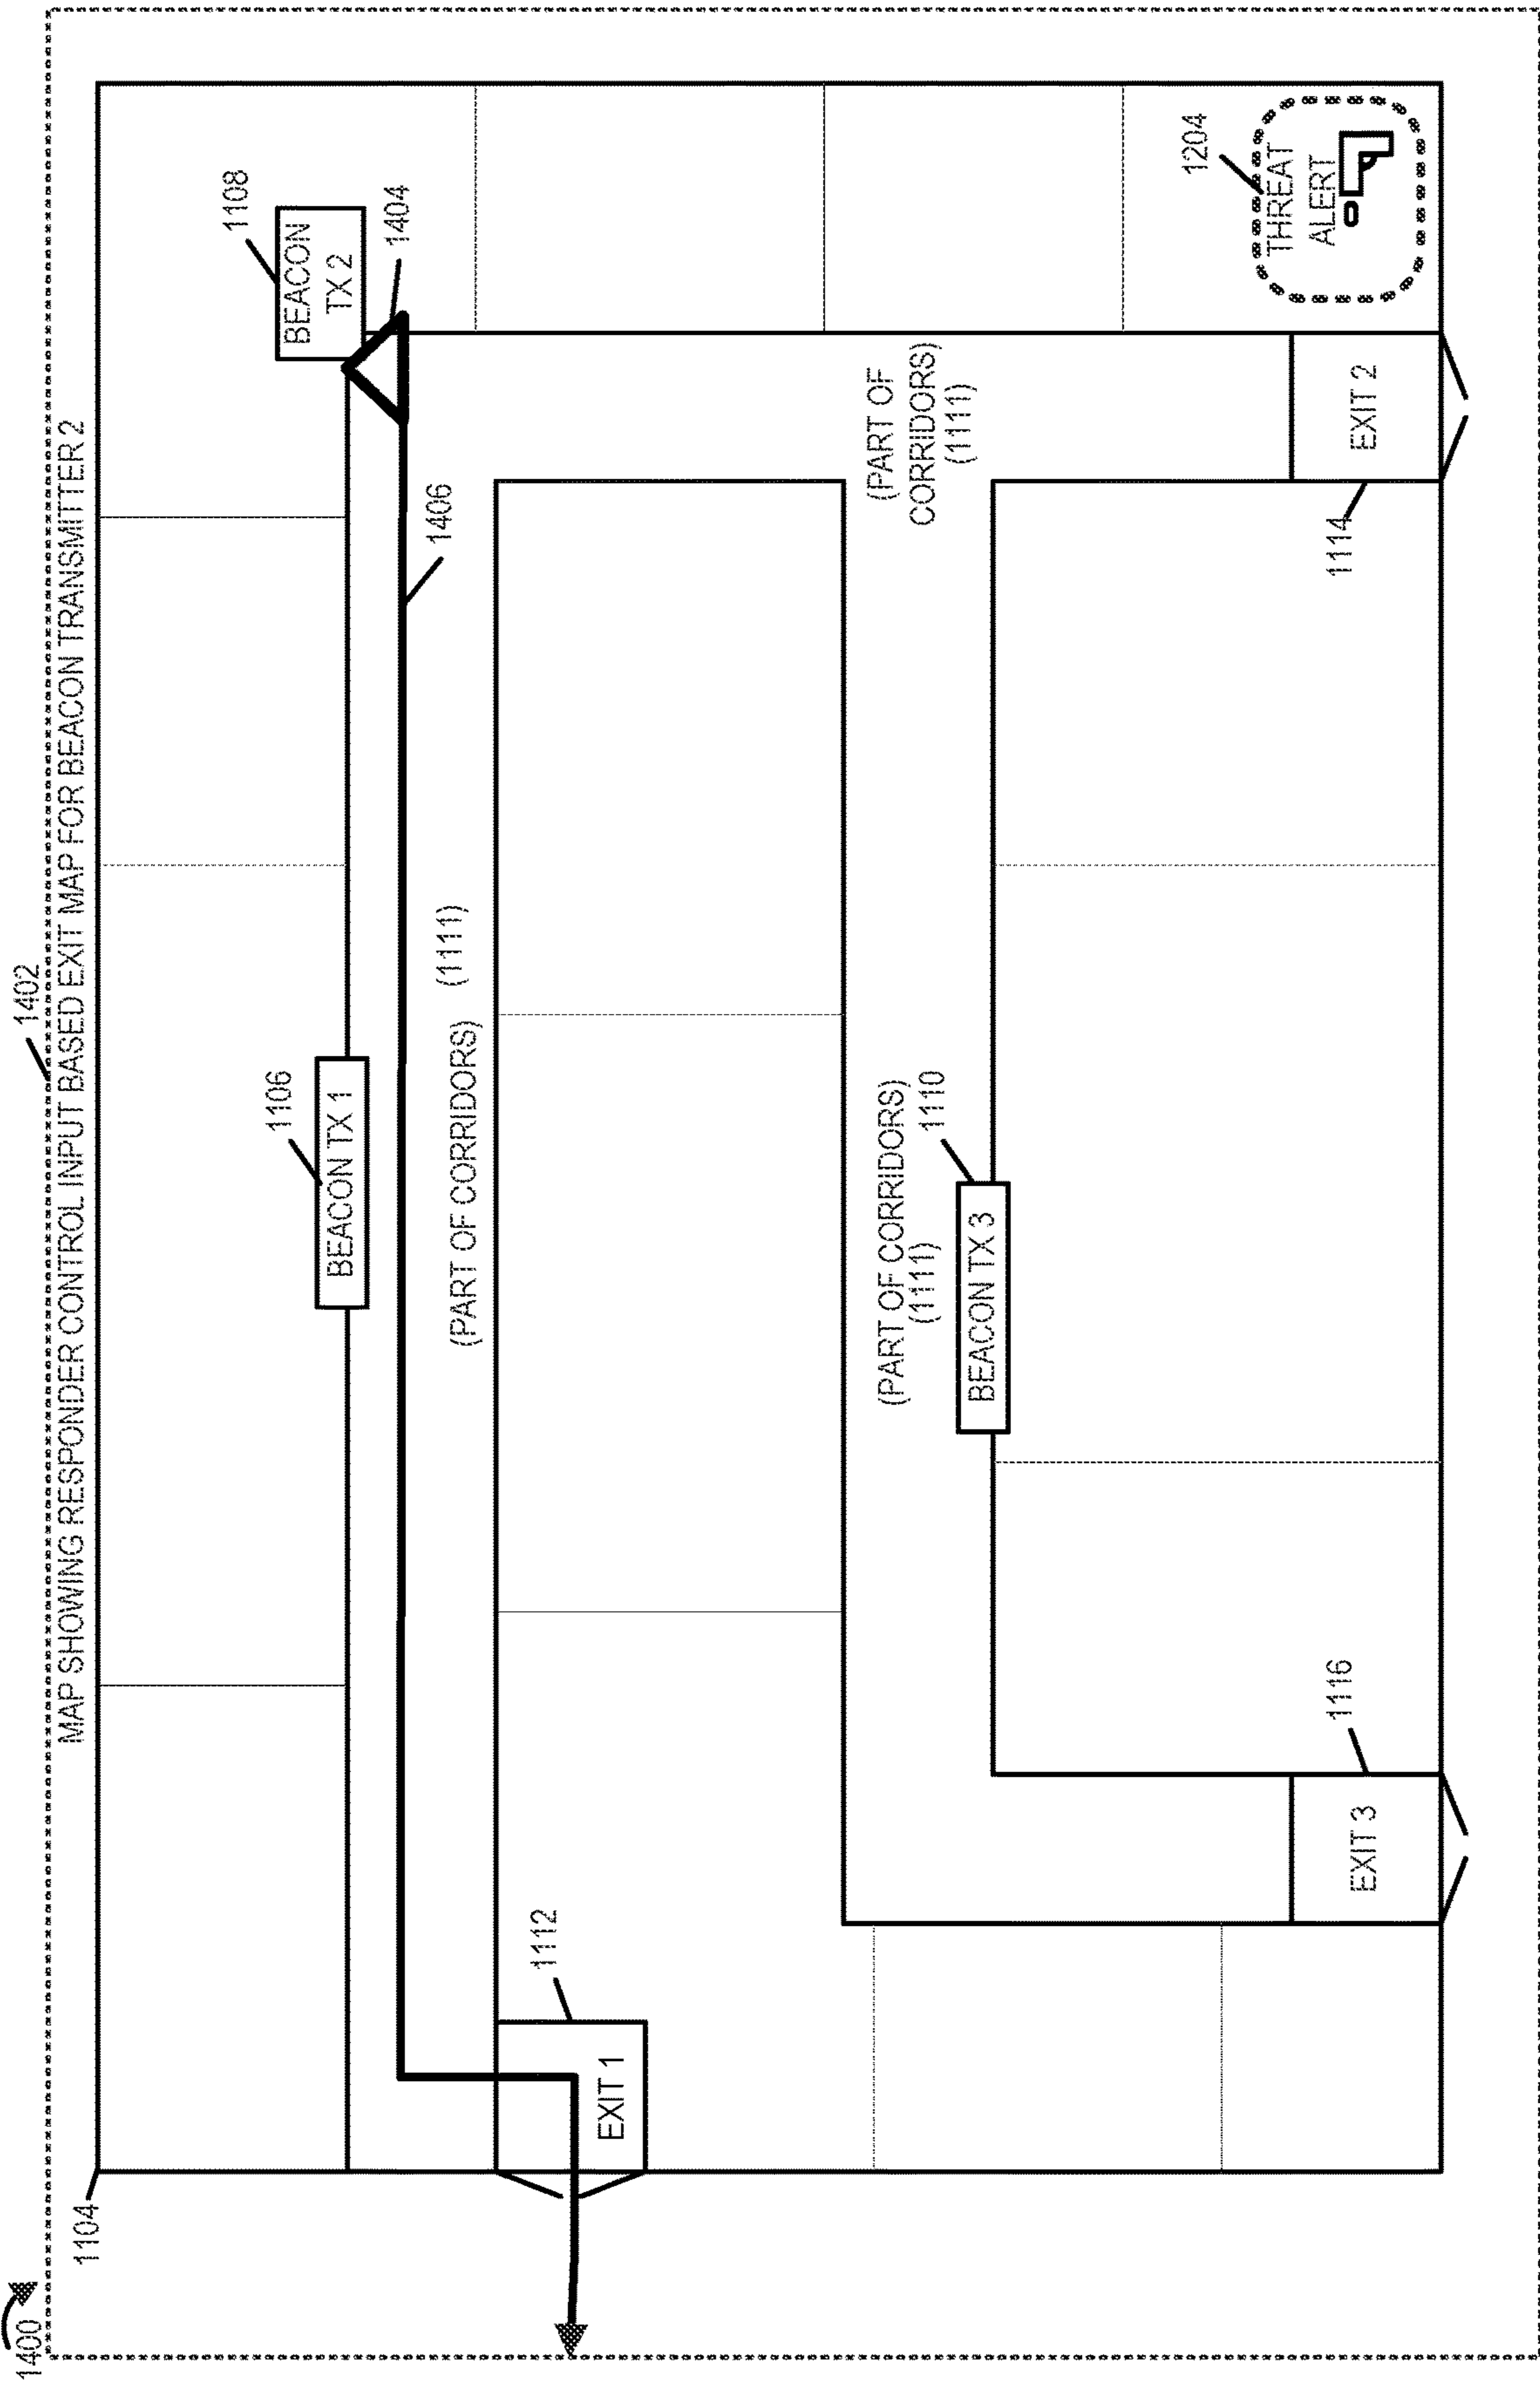 1400
1402
MAP SHOWING RESPONDER CONTROL INPUT BASED EXIT MAP FOR BEACON TRANSMITTER 2
1104
1106
BEACON TX 1
1108
BEACON
TX 2
1404
1406
(PART OF CORRIDORS)
(1111)
1112
EXIT 1
(PART OF
CORRIDORS)
(1111)
(PART OF CORRIDORS)
(1111)
1110
BEACON TX 3
1204
THREAT
ALERT
1116
EXIT 3
1114
EXIT 2